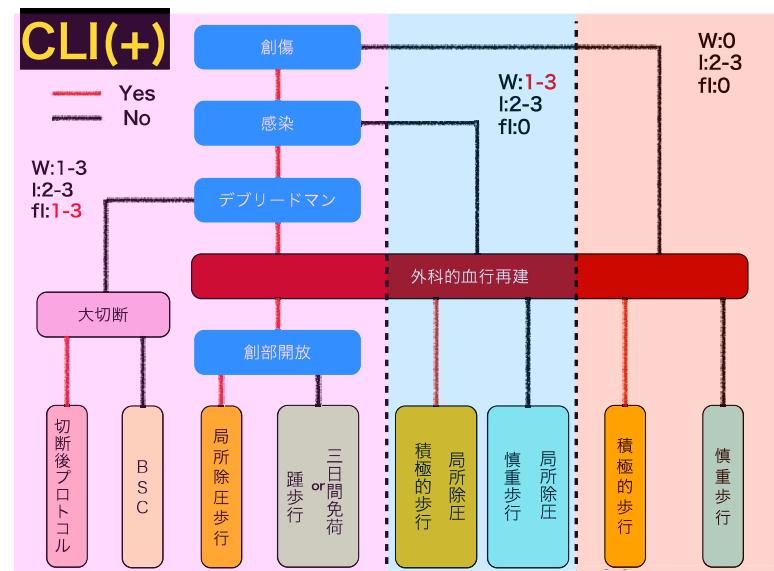 CLI(+)
Yes
No
創傷
感染
デブリードマン
W:0
I:2-3
fI:0
W:1-3
I:2-3
fI:0
W:1-3
I:2-3
fI:1-3
外科的血行再建
大切断
創部開放
切断後プロトコル
BSC
局所除圧歩行
三日間免荷
or
踵歩行
局所除圧
積極的歩行
局所除圧
慎重歩行
積極的歩行
慎重歩行